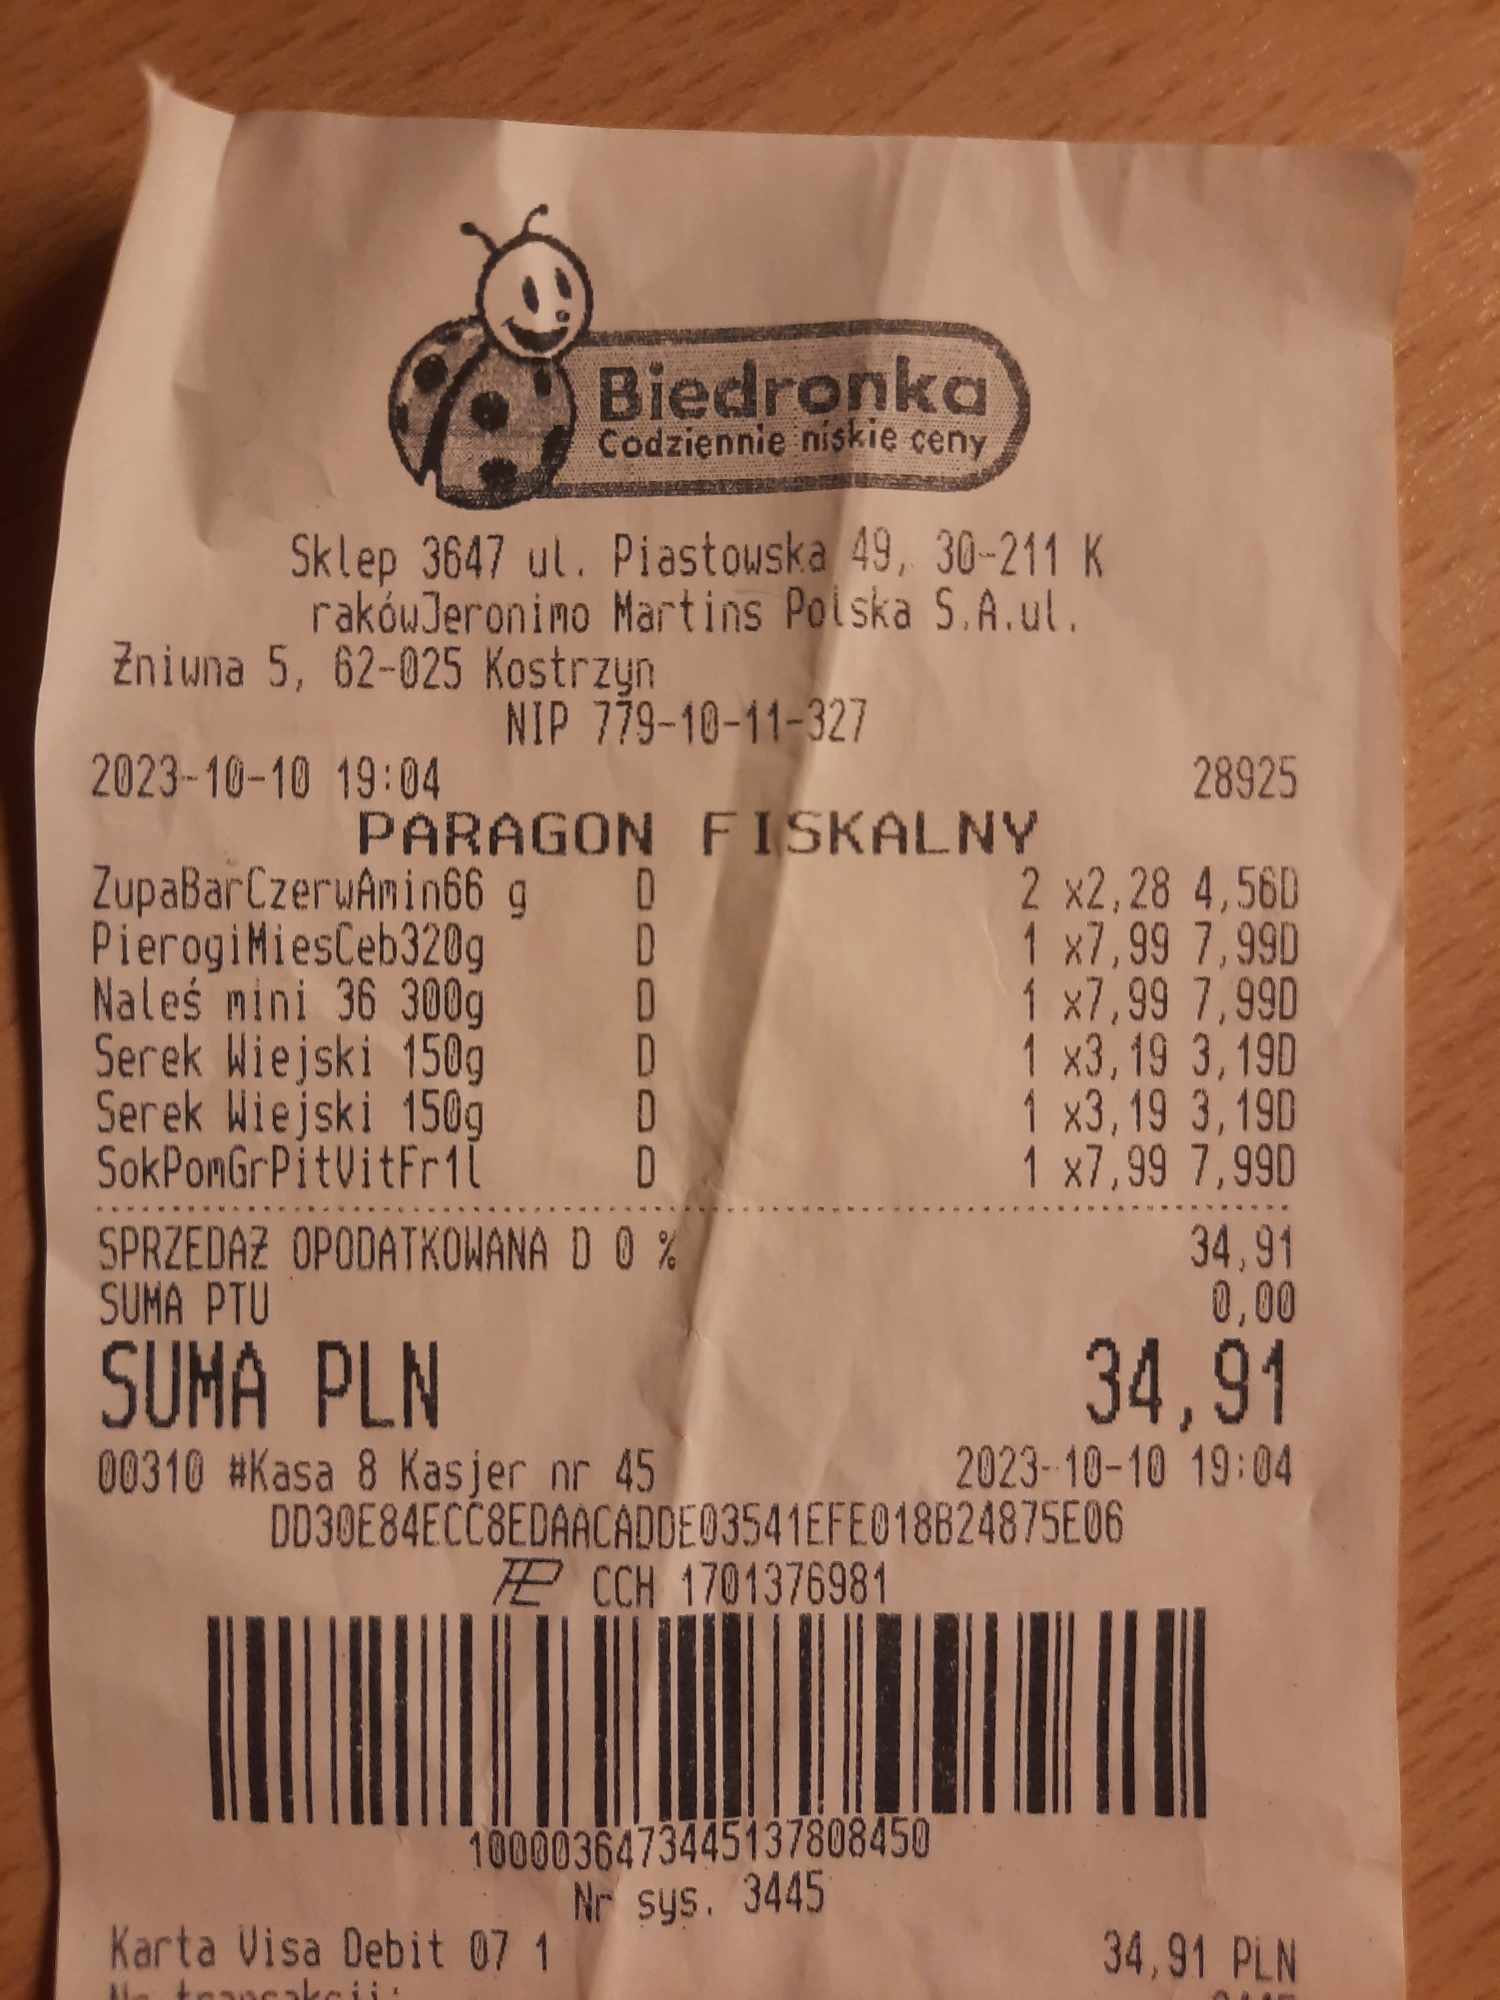 Biedronka
Codziennie niskie ceny
Sklep 3647 ul. Piastowska 49, 30-211 K
rakówJeronimo Martins Polska S.A.ul.
Żniwna 5, 62-025 Kostrzyn
NIP 779-10-11-327
2023-10-10 19:04 28925
PARAGON FISKALNY
ZupaBarCzerwAmin66 g D 2 x2,28 4,56D
PierogiMiesCeb320g D 1 x7,99 7,99D
Naleś mini 36 300g D 1 x7,99 7,99D
Serek Wiejski 150g D 1 x3,19 3,19D
Serek Wiejski 150g D 1 x3,19 3,19D
SokPomGrPitVitFr1l D 1 x7,99 7,99D
SPRZEDAŻ OPODATKOWANA D 0 % 34,91
SUMA PTU 0,00
SUMA PLN 34,91
00310 #Kasa 8 Kasjer nr 45 2023-10-10 19:04
DD30E84ECC8EDAACADDE03541EFE018B24875E06
PL CCH 1701376981
1000036473445137808450
Nr sys. 3445
Karta Visa Debit 07 1 34,91 PLN
Nr transakcji: 3445